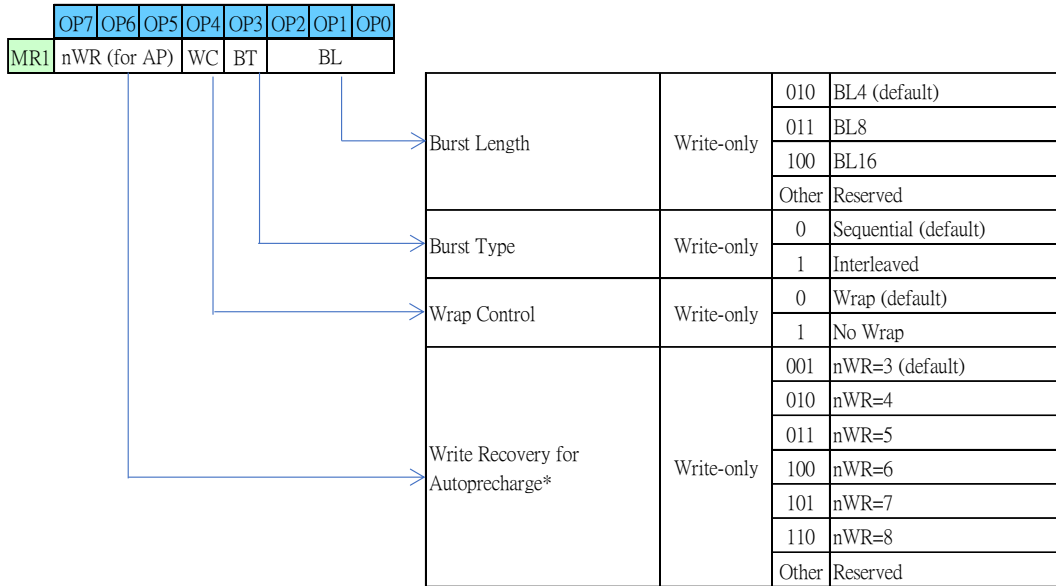 OP7 OP6 OP5 OP4 OP3 OP2 OP1 OP0
MR1 nWR (for AP) WC BT BL
Burst Length Write-only
010 BL4 (default)
011 BL8
100 BL16
Other Reserved
Burst Type Write-only
0 Sequential (default)
1 Interleaved
Wrap Control Write-only
0 Wrap (default)
1 No Wrap
Write Recovery for
Autoprecharge*
Write-only
001 nWR=3 (default)
010 nWR=4
011 nWR=5
100 nWR=6
101 nWR=7
110 nWR=8
Other Reserved